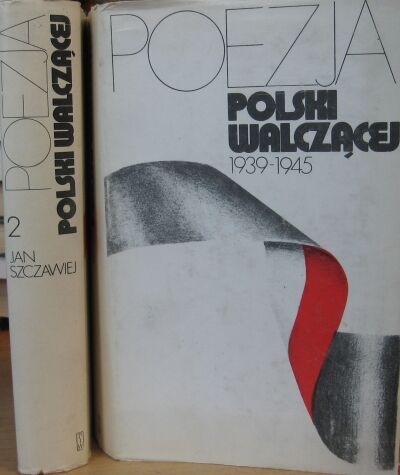 POEZJA
POLSKI WALCZĄCEJ
2
JAN
SZCZAWIEJ
POEZJA
POLSKI
WALCZĄCEJ
1939-1945